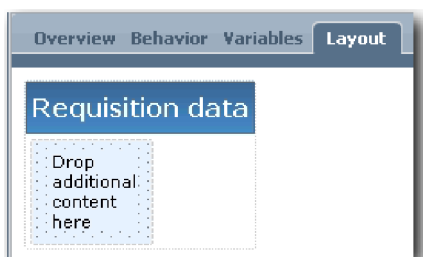 Overview Behavior Variables Layout
Requisition data
Drop
additional
content
here